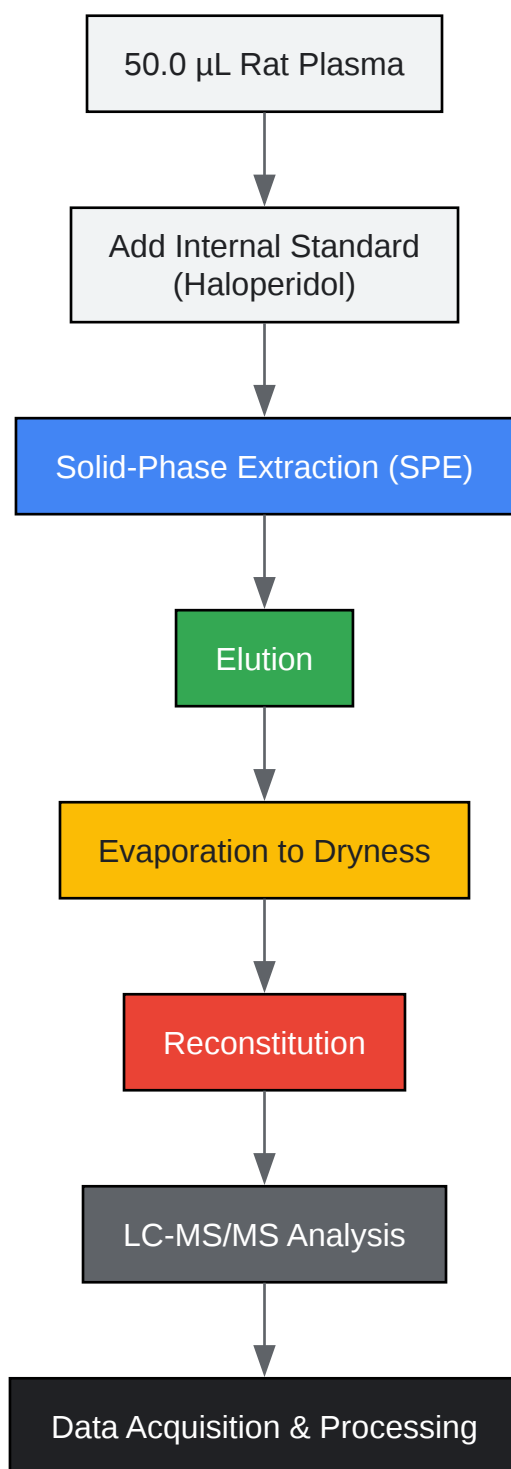 50.0 µL Rat Plasma
Add Internal Standard
(Haloperidol)
Solid-Phase Extraction (SPE)
Elution
Evaporation to Dryness
Reconstitution
LC-MS/MS Analysis
Data Acquisition & Processing